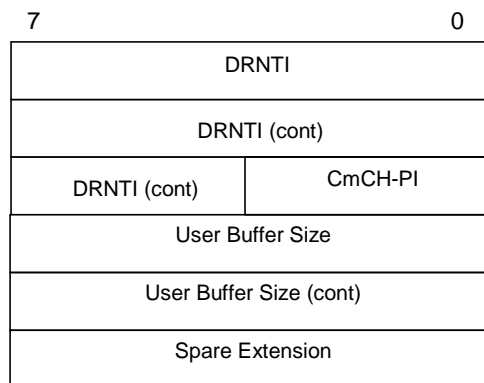 7 0
DRNTI
DRNTI (cont)
DRNTI (cont) CmCH-PI
User Buffer Size
User Buffer Size (cont)
Spare Extension